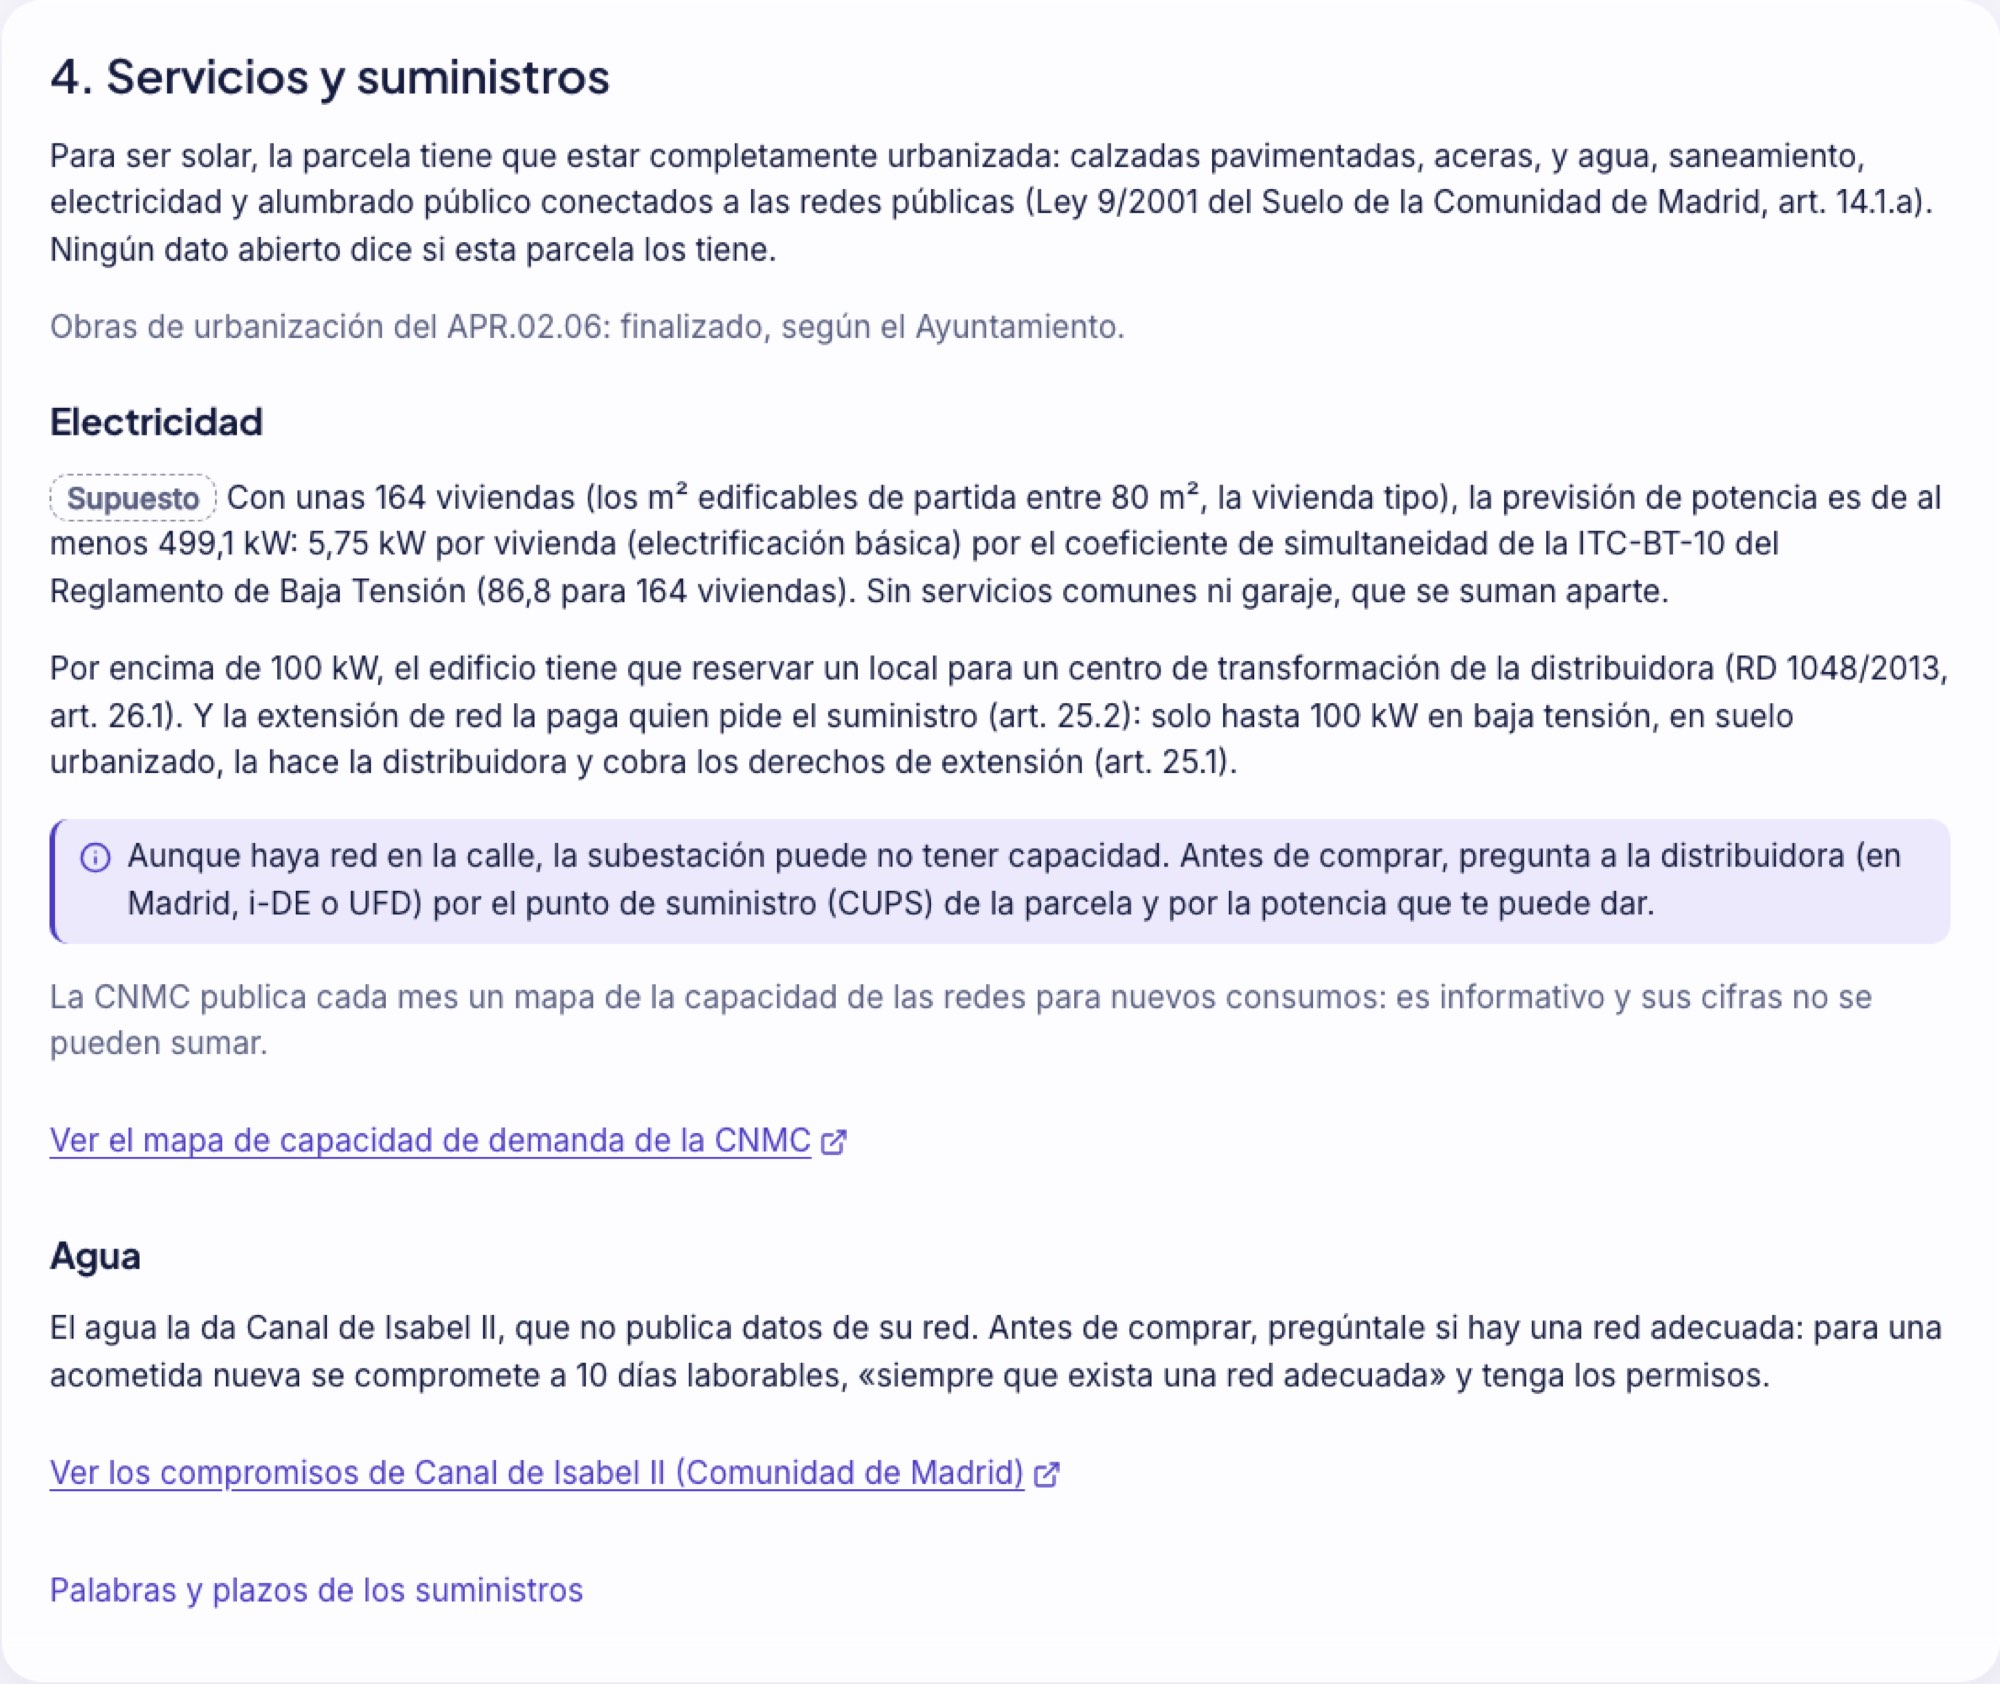 4. Servicios y suministros
Para ser solar, la parcela tiene que estar completamente urbanizada: calzadas pavimentadas, aceras, y agua, saneamiento,
electricidad y alumbrado público conectados a las redes públicas (Ley 9/2001 del Suelo de la Comunidad de Madrid, art. 14.1.a).
Ningún dato abierto dice si esta parcela los tiene.
Obras de urbanización del APR.02.06: finalizado, según el Ayuntamiento.
Electricidad
Supuesto Con unas 164 viviendas (los m² edificables de partida entre 80 m², la vivienda tipo), la previsión de potencia es de al
menos 499,1 kW: 5,75 kW por vivienda (electrificación básica) por el coeficiente de simultaneidad de la ITC-BT-10 del
Reglamento de Baja Tensión (86,8 para 164 viviendas). Sin servicios comunes ni garaje, que se suman aparte.
Por encima de 100 kW, el edificio tiene que reservar un local para un centro de transformación de la distribuidora (RD 1048/2013,
art. 26.1). Y la extensión de red la paga quien pide el suministro (art. 25.2): solo hasta 100 kW en baja tensión, en suelo
urbanizado, la hace la distribuidora y cobra los derechos de extensión (art. 25.1).
Aunque haya red en la calle, la subestación puede no tener capacidad. Antes de comprar, pregunta a la distribuidora (en
Madrid, i-DE o UFD) por el punto de suministro (CUPS) de la parcela y por la potencia que te puede dar.
La CNMC publica cada mes un mapa de la capacidad de las redes para nuevos consumos: es informativo y sus cifras no se
pueden sumar.
Ver el mapa de capacidad de demanda de la CNMC
Agua
El agua la da Canal de Isabel II, que no publica datos de su red. Antes de comprar, pregúntale si hay una red adecuada: para una
acometida nueva se compromete a 10 días laborables, «siempre que exista una red adecuada» y tenga los permisos.
Ver los compromisos de Canal de Isabel II (Comunidad de Madrid)
Palabras y plazos de los suministros